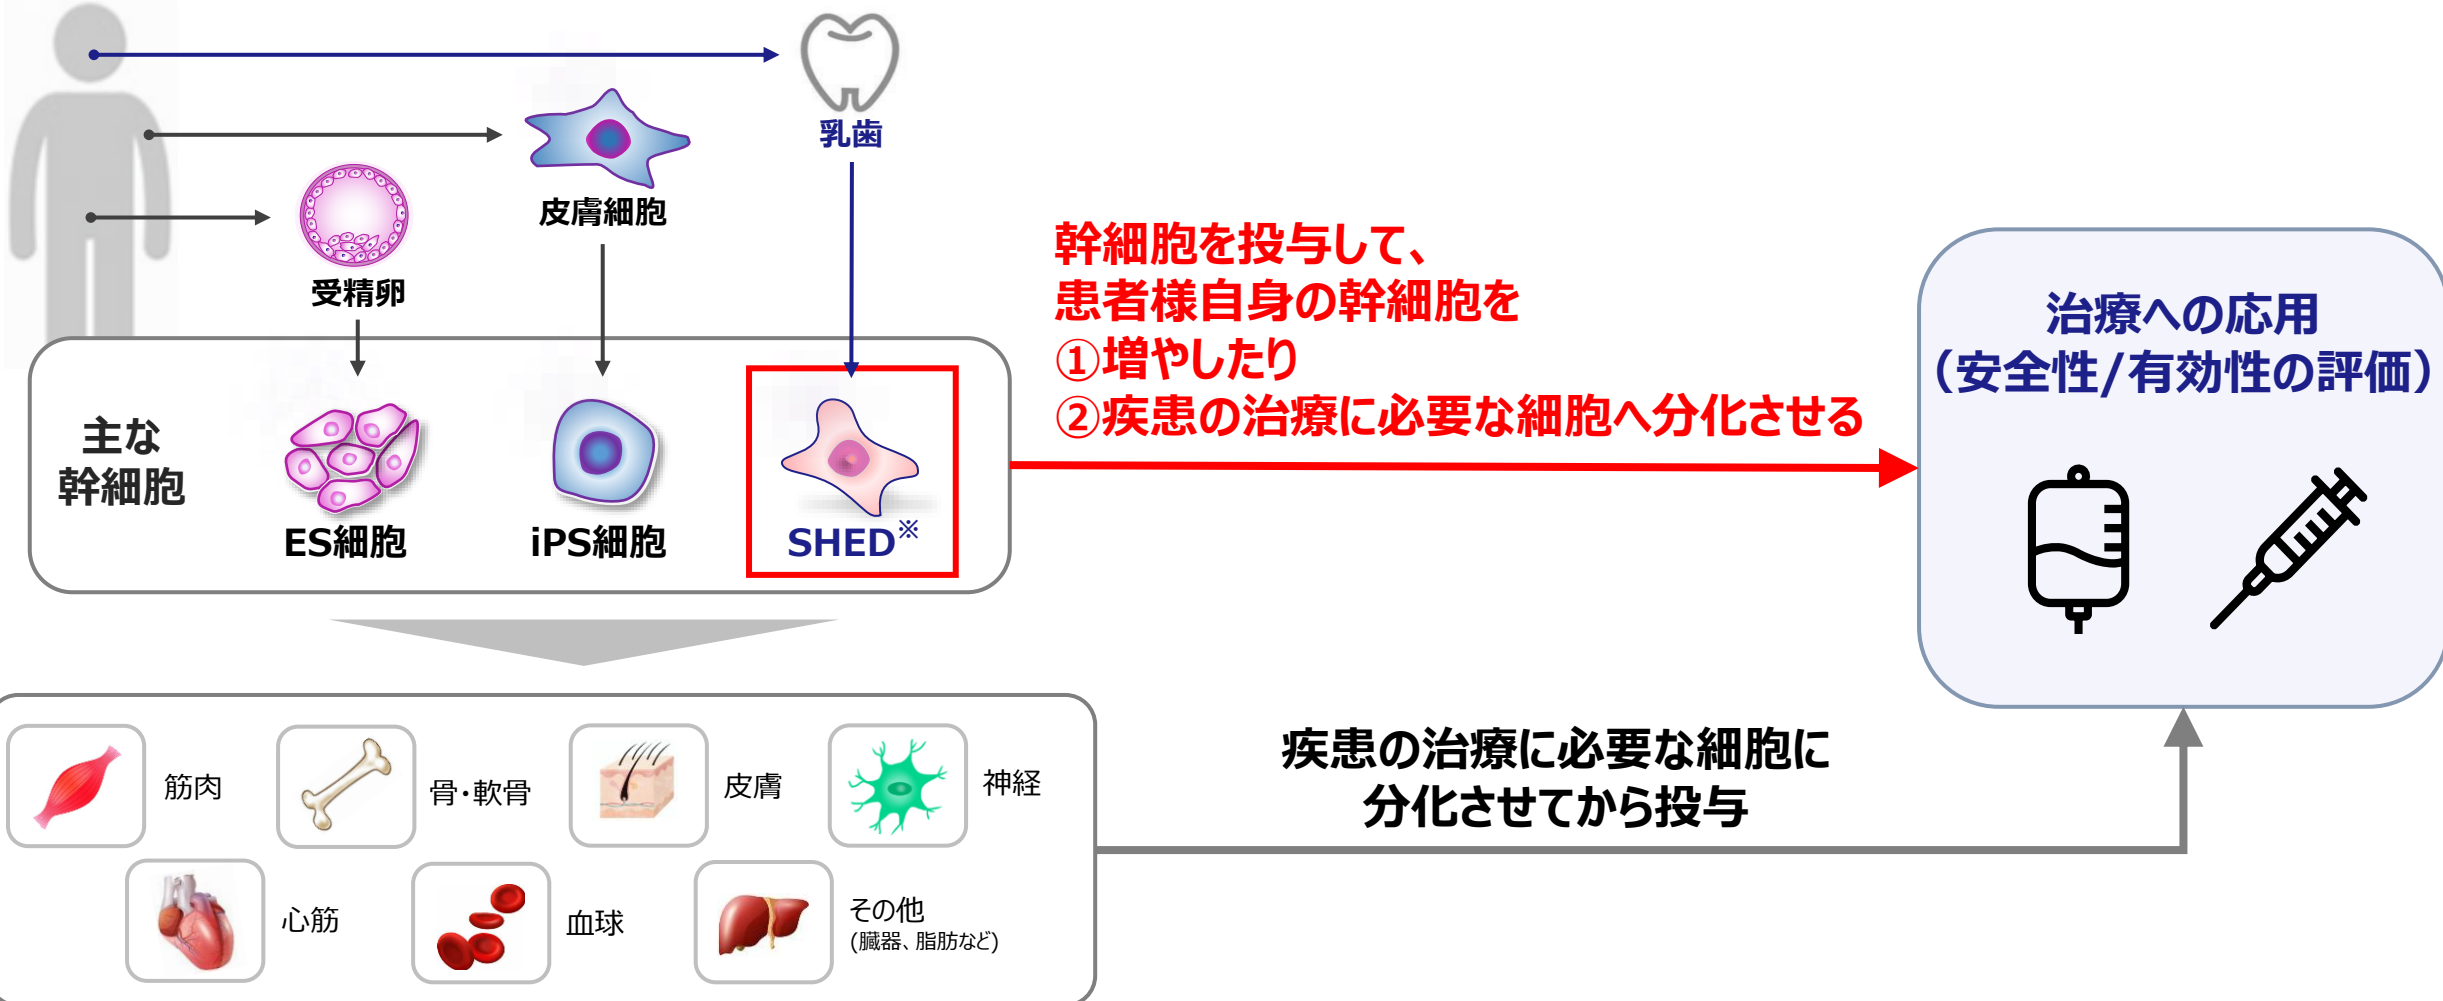 乳歯
皮膚細胞
受精卵
主な
幹細胞
ES細胞
iPS細胞
SHED※
幹細胞を投与して、
患者様自身の幹細胞を
①増やしたり
②疾患の治療に必要な細胞へ分化させる
治療への応用
（安全性/有効性の評価）
筋肉
骨・軟骨
皮膚
神経
心筋
血球
その他
(臓器、脂肪など)
疾患の治療に必要な細胞に
分化させてから投与